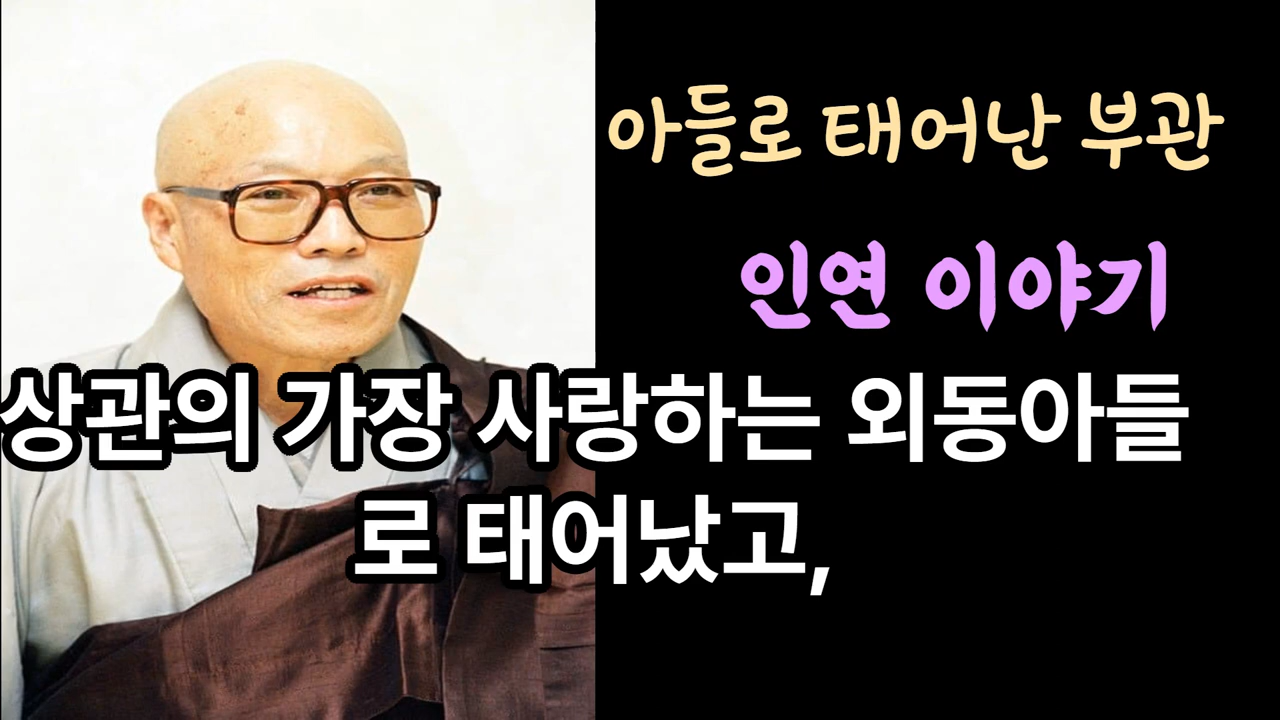 아들로 태어난 부관
인연 이야기
상관의 가장 사랑하는 외동아들
로 태어났고,